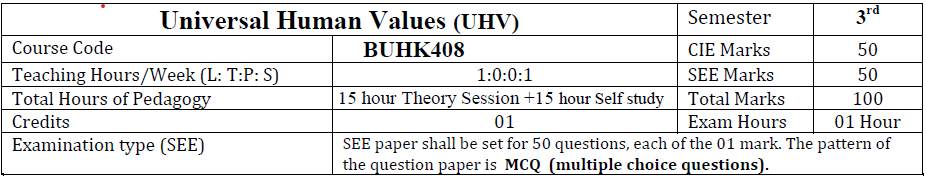 Universal Human Values (UHV) Semester 3rd
Course Code BUHK408 CIE Marks 50
Teaching Hours/Week (L: T:P: S) 1:0:0:1 SEE Marks 50
Total Hours of Pedagogy 15 hour Theory Session +15 hour Self study Total Marks 100
Credits 01 Exam Hours 01 Hour
Examination type (SEE) SEE paper shall be set for 50 questions, each of the 01 mark. The pattern of
the question paper is MCQ (multiple choice questions).